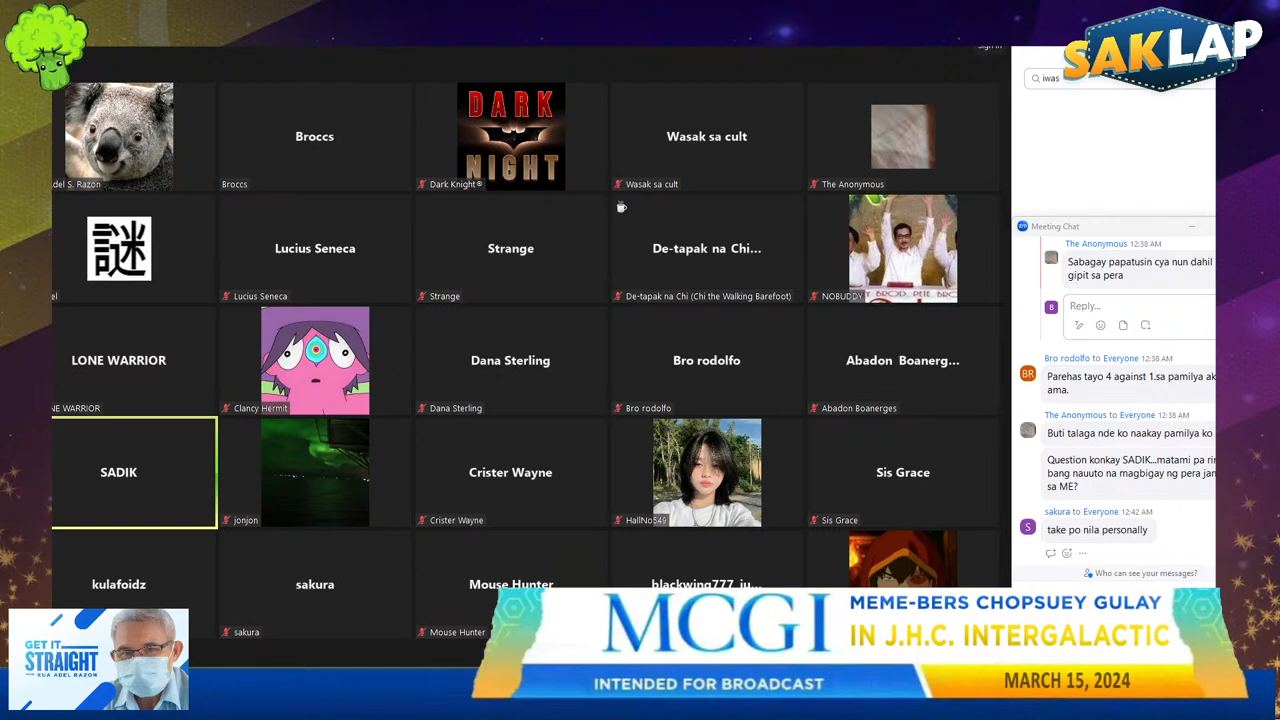 SAKLAP
Sign in
Broccs
DARK
NIGHT
Wasak sa cult
del S. Razon
Broccs
Dark Knight®
Wasak sa cult
The Anonymous
iwas
謎
Lucius Seneca
Strange
De-tapak na Chi...
el
Lucius Seneca
Strange
De-tapak na Chi (Chi the Walking Barefoot)
NOBUDDY
LONE WARRIOR
Dana Sterling
Bro rodolfo
Abadon Boanerg...
NE WARRIOR
Clancy Hermit
Dana Sterling
Bro rodolfo
Abadon Boanerges
SADIK
Crister Wayne
Sis Grace
jonjon
Crister Wayne
HallNo549
Sis Grace
kulafoidz
sakura
Mouse Hunter
blackwing777_ju...
sakura
Mouse Hunter
zm Meeting Chat
The Anonymous 12:38 AM
Sabagay papatusin cya nun dahil
gipit sa pera
B
Reply...
Bro rodolfo to Everyone 12:38 AM
BR
Parehas tayo 4 against 1.sa pamilya ak
ama.
The Anonymous to Everyone 12:38 AM
Buti talaga nde ko naakay pamilya ko
Question konkay SADIK...matami pa rin
bang nauuto na magbigay ng pera jan
sa ME?
sakura to Everyone 12:42 AM
S
take po nila personally
Who can see your messages?
GET IT
STRAIGHT
KUA ADEL RAZON
MCGI
MEME-BERS CHOPSUEY GULAY
IN J.H.C. INTERGALACTIC
INTENDED FOR BROADCAST
MARCH 15, 2024